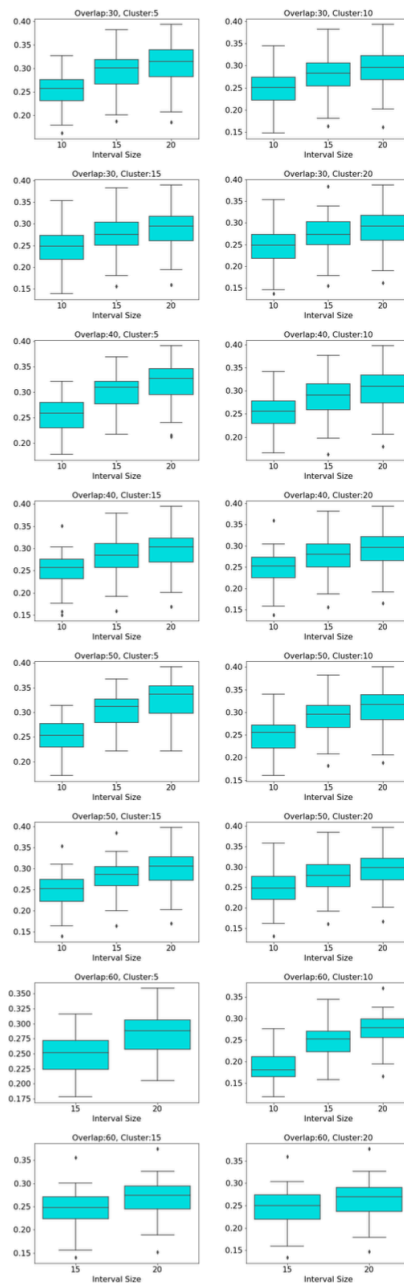 Overlap:30, Cluster:5
0.40
0.35
0.30
0.25
0.20
10 15 20
Interval Size
Overlap:30, Cluster:10
0.40
0.35
0.30
0.25
0.20
0.15
10 15 20
Interval Size
Overlap:30, Cluster:15
0.40
0.35
0.30
0.25
0.20
0.15
10 15 20
Interval Size
Overlap:30, Cluster:20
0.40
0.35
0.30
0.25
0.20
0.15
10 15 20
Interval Size
Overlap:40, Cluster:5
0.40
0.35
0.30
0.25
0.20
10 15 20
Interval Size
Overlap:40, Cluster:10
0.40
0.35
0.30
0.25
0.20
10 15 20
Interval Size
Overlap:40, Cluster:15
0.40
0.35
0.30
0.25
0.20
0.15
10 15 20
Interval Size
Overlap:40, Cluster:20
0.40
0.35
0.30
0.25
0.20
0.15
10 15 20
Interval Size
Overlap:50, Cluster:5
0.40
0.35
0.30
0.25
0.20
10 15 20
Interval Size
Overlap:50, Cluster:10
0.40
0.35
0.30
0.25
0.20
0.15
10 15 20
Interval Size
Overlap:50, Cluster:15
0.40
0.35
0.30
0.25
0.20
0.15
10 15 20
Interval Size
Overlap:50, Cluster:20
0.40
0.35
0.30
0.25
0.20
0.15
10 15 20
Interval Size
Overlap:60, Cluster:5
0.350
0.325
0.300
0.275
0.250
0.225
0.200
0.175
15 20
Interval Size
Overlap:60, Cluster:10
0.35
0.30
0.25
0.20
0.15
10 15 20
Interval Size
Overlap:60, Cluster:15
0.35
0.30
0.25
0.20
0.15
15 20
Interval Size
Overlap:60, Cluster:20
0.35
0.30
0.25
0.20
0.15
15 20
Interval Size